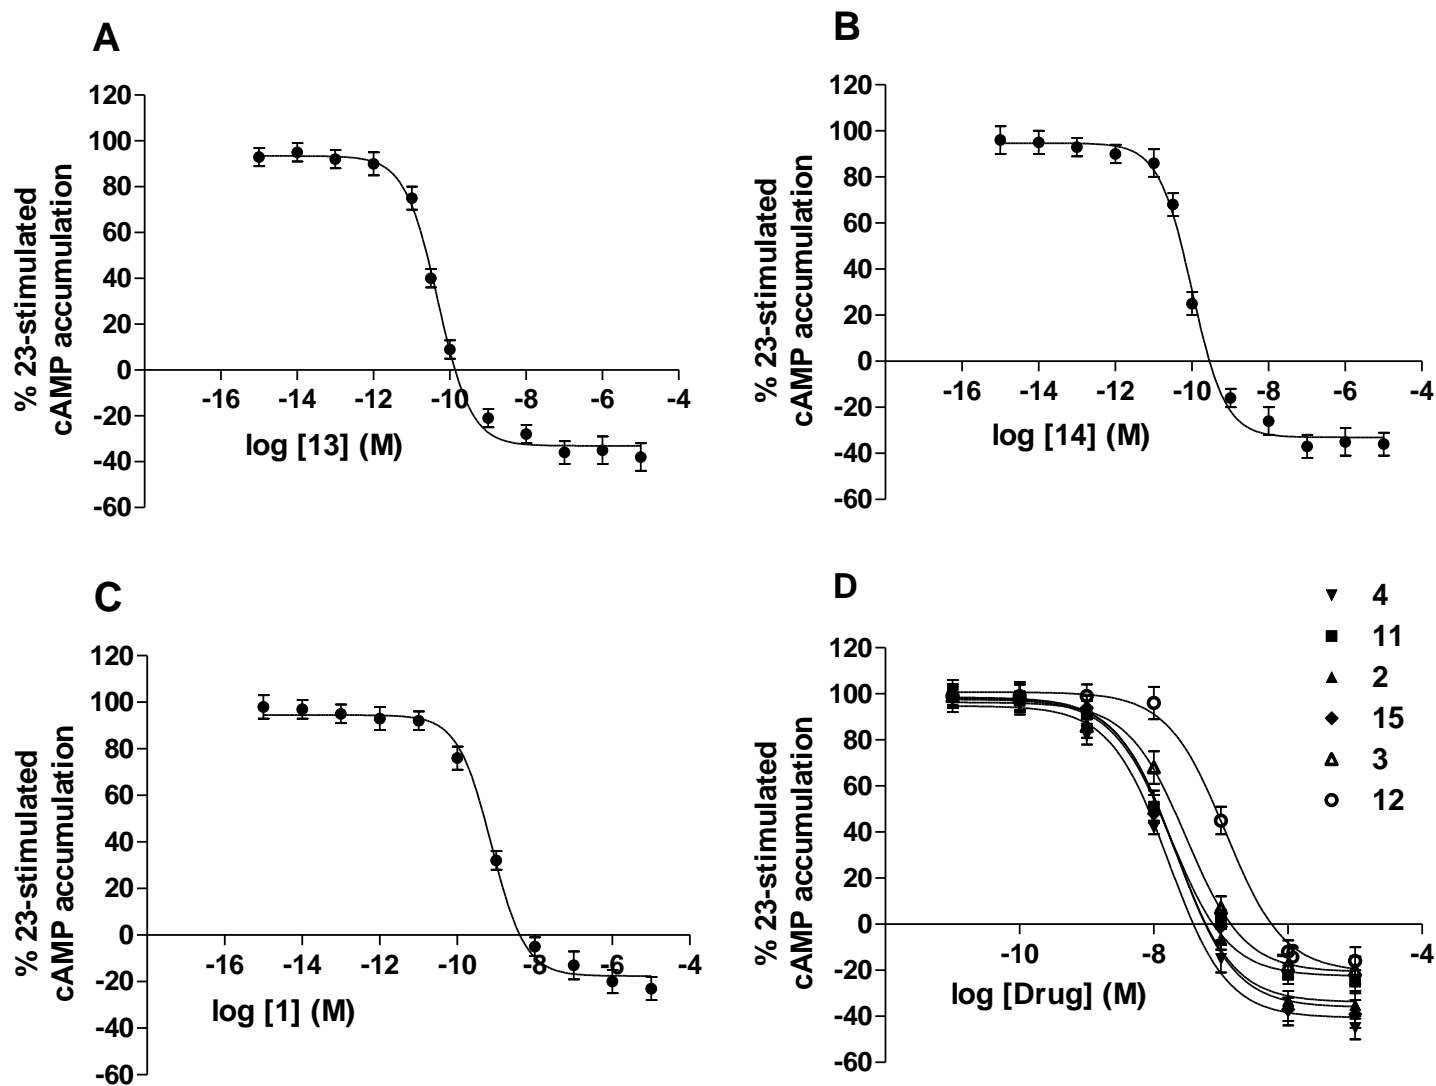 A
120
100
80
60
40
20
0
-20
-40
-60
-16 -14 -12 -10 -8 -6 -4
% 23-stimulated
cAMP accumulation
log [13] (M)
B
120
100
80
60
40
20
0
-20
-40
-60
-16 -14 -12 -10 -8 -6 -4
% 23-stimulated
cAMP accumulation
log [14] (M)
C
120
100
80
60
40
20
0
-20
-40
-60
-16 -14 -12 -10 -8 -6 -4
% 23-stimulated
cAMP accumulation
log [1] (M)
D
120
100
80
60
40
20
0
-20
-40
-60
-10 -8 -6 -4
% 23-stimulated
cAMP accumulation
log [Drug] (M)
4
11
2
15
3
12